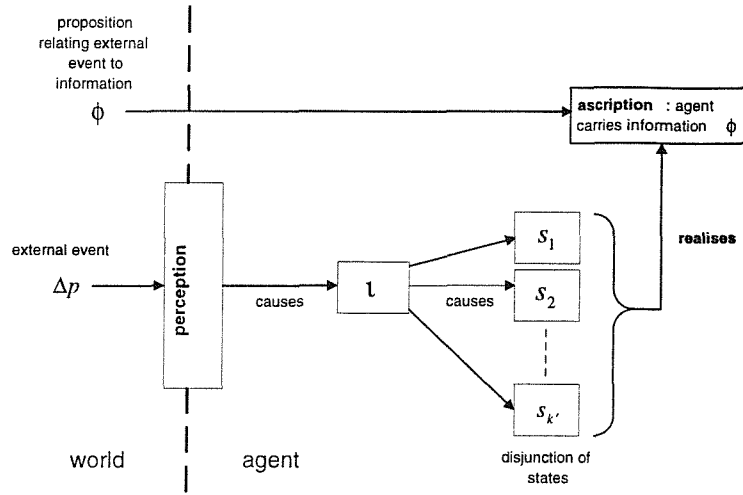 proposition
relating external
event to
information
ϕ
ascription : agent
carries information ϕ
realises
external event
Δp
perception
causes
ι
causes
s₁
s₂
sₖ′
disjunction of
states
world
agent